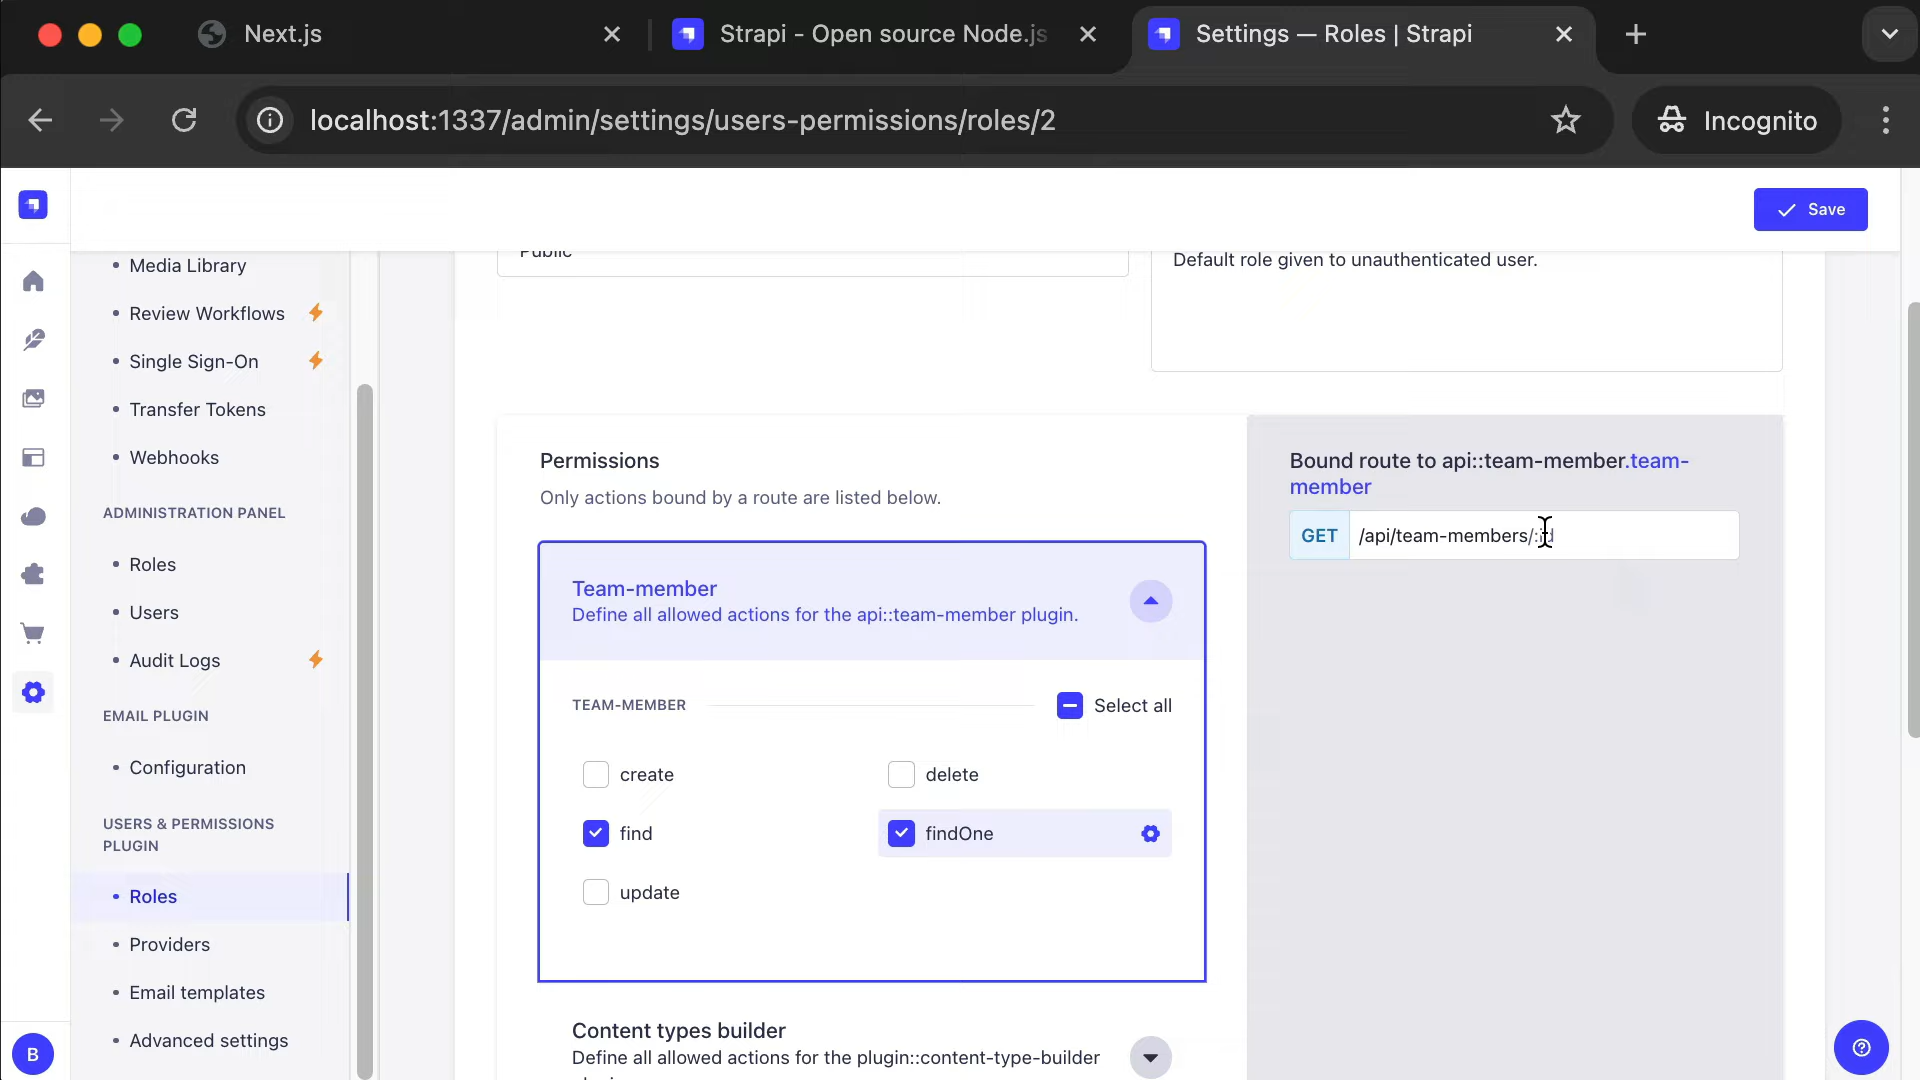 Next.js
Strapi - Open source Node.js
Settings — Roles | Strapi
localhost:1337/admin/settings/users-permissions/roles/2
Incognito
Save
Media Library
Review Workflows
Single Sign-On
Transfer Tokens
Webhooks
ADMINISTRATION PANEL
Roles
Users
Audit Logs
EMAIL PLUGIN
Configuration
USERS & PERMISSIONS
PLUGIN
Roles
Providers
Email templates
Advanced settings
B
Public
Default role given to unauthenticated user.
Permissions
Only actions bound by a route are listed below.
Team-member
Define all allowed actions for the api::team-member plugin.
TEAM-MEMBER
Select all
create
delete
find
findOne
update
Content types builder
Define all allowed actions for the plugin::content-type-builder
Bound route to api::team-member.team-
member
GET /api/team-members/:id